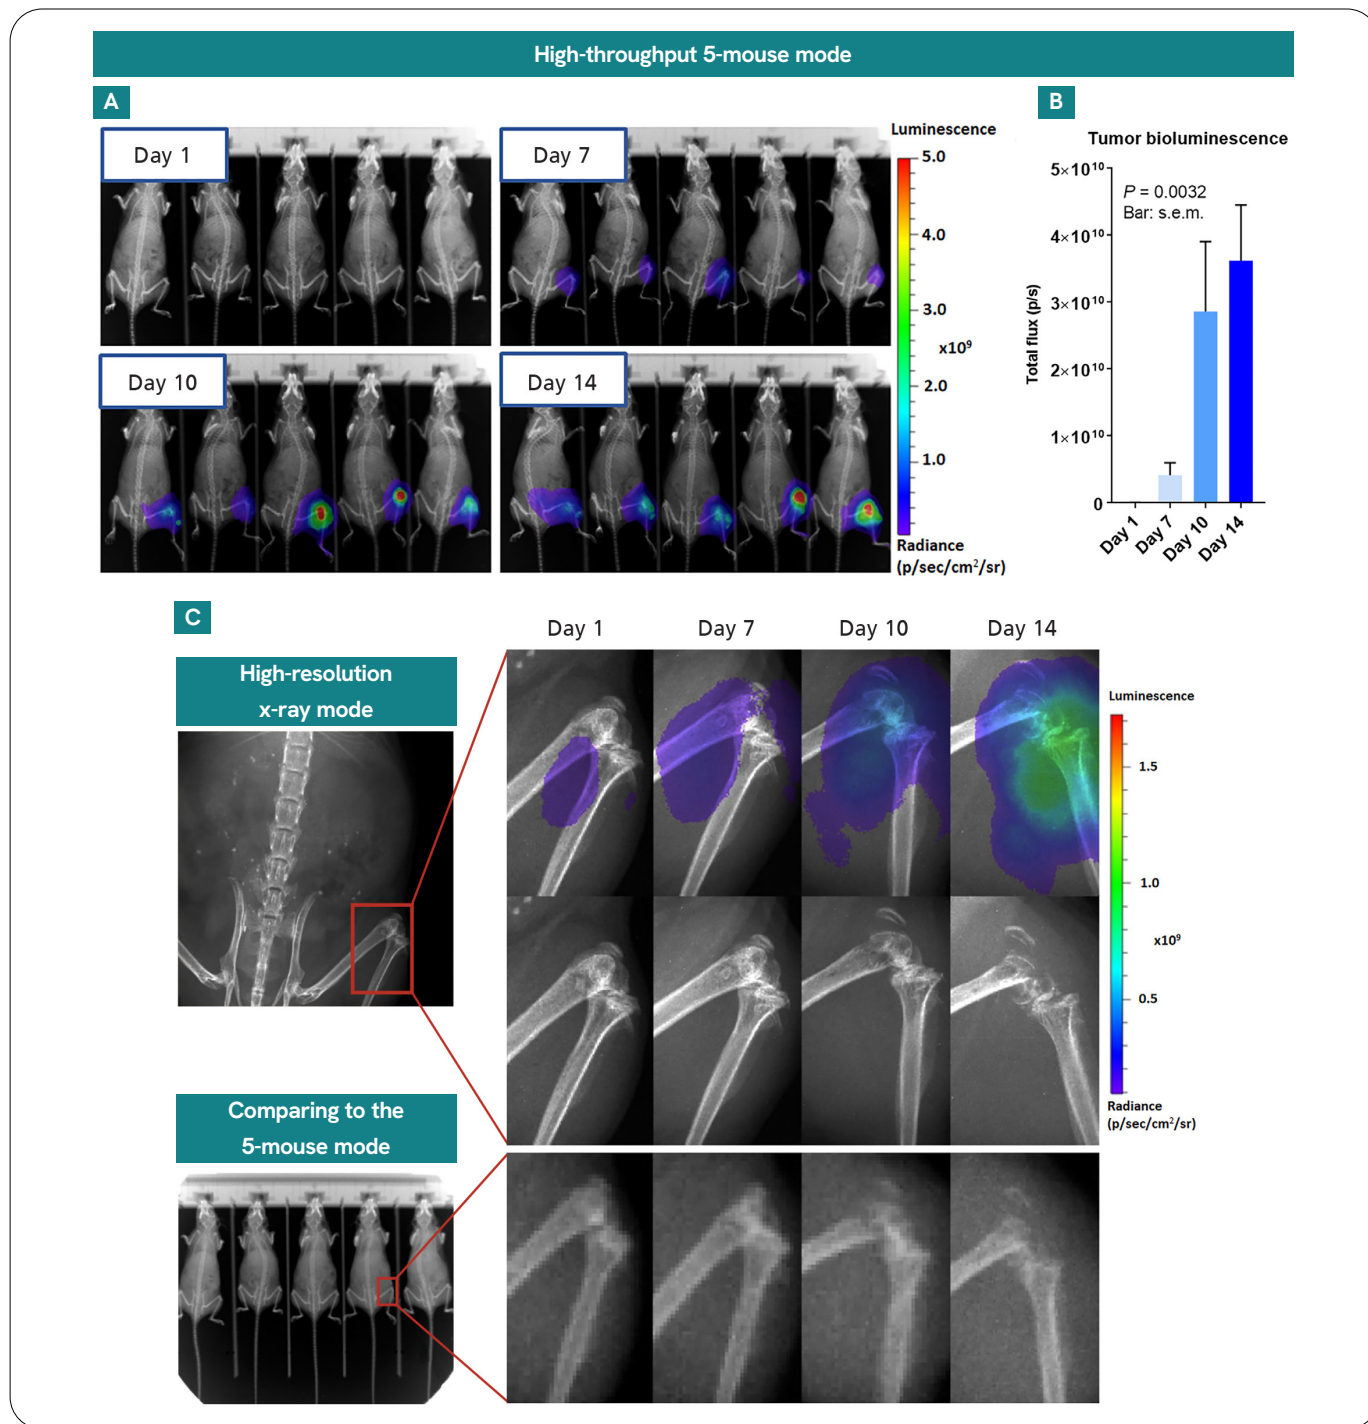 High-throughput 5-mouse mode
A
Day 1
Day 7
Day 10
Day 14
Luminescence
5.0
4.0
3.0
x10⁹
2.0
1.0
Radiance
(p/sec/cm²/sr)
B
Tumor bioluminescence
P = 0.0032
Bar: s.e.m.
Total flux (p/s)
5×10¹⁰
4×10¹⁰
3×10¹⁰
2×10¹⁰
1×10¹⁰
0
Day 1
Day 7
Day 10
Day 14
C
High-resolution
x-ray mode
Day 1
Day 7
Day 10
Day 14
Luminescence
1.5
1.0
x10⁹
0.5
Radiance
(p/sec/cm²/sr)
Comparing to the
5-mouse mode